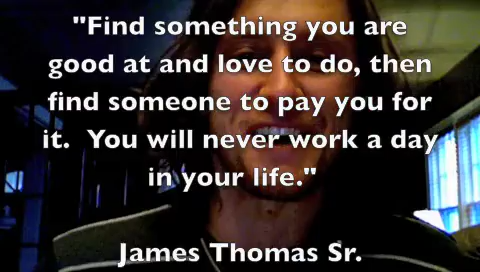 "Find something you are
good at and love to do, then
find someone to pay you for
it.  You will never work a day
in your life."
James Thomas Sr.